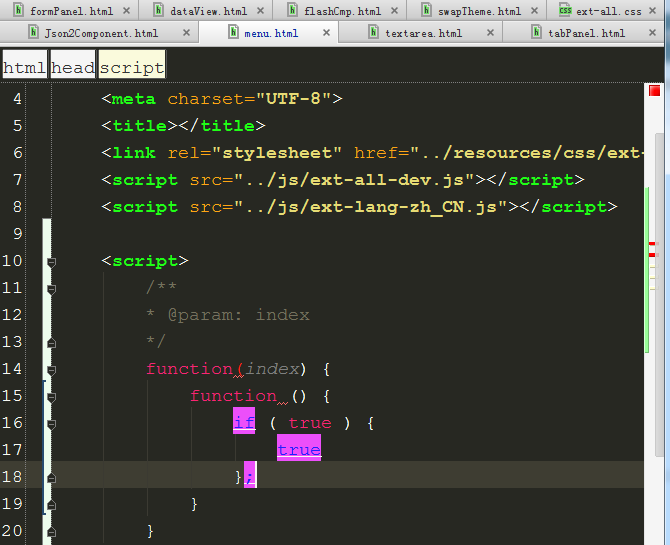 formPanel.html dataView.html flashCmp.html swapTheme.html ext-all.css
Json2Component.html menu.html textarea.html tabPanel.html
html head script
4 <meta charset="UTF-8">
5 <title></title>
6 <link rel="stylesheet" href="../resources/css/ext-
7 <script src="../js/ext-all-dev.js"></script>
8 <script src="../js/ext-lang-zh_CN.js"></script>
9
10 <script>
11 /**
12 * @param: index
13 */
14 function(index) {
15 function () {
16 if ( true ) {
17 true
18 };
19 }
20 }